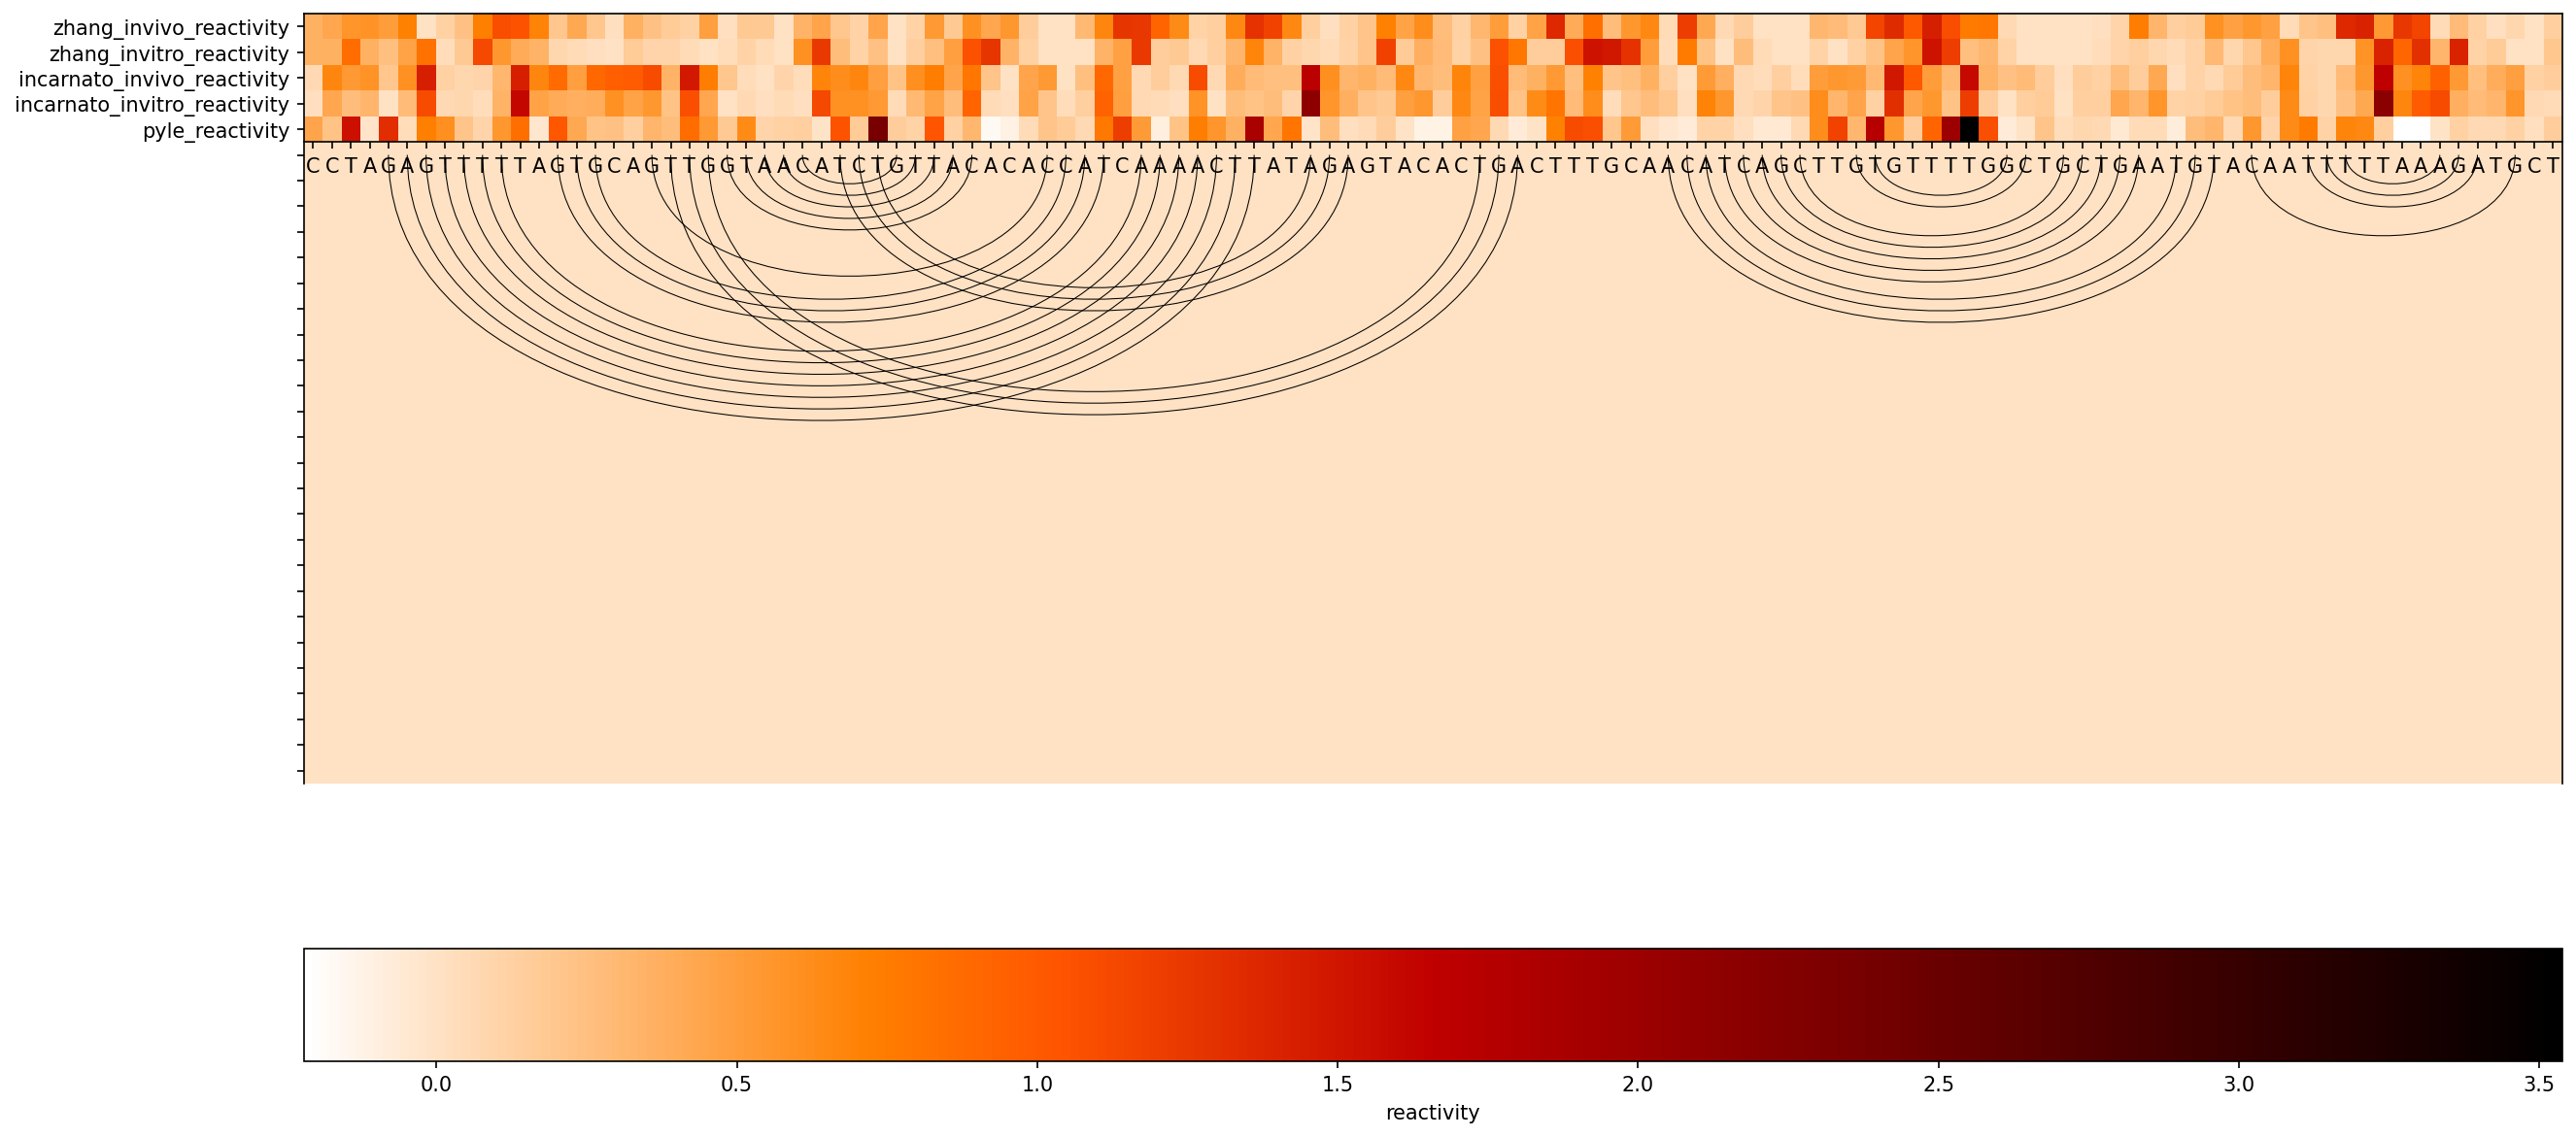 zhang_invivo_reactivity
zhang_invitro_reactivity
incarnato_invivo_reactivity
incarnato_invitro_reactivity
pyle_reactivity
CCTAGAGTTTTTAGTGCAGTTGGTAACATCTGTTACACACCATCAAAACTTATAGAGTACACTGACTTTGCAACATCAGCTTGTGTTTTGGCTGCTGAATGTACAATTTTTAAAGATGCT
0.0 0.5 1.0 1.5 2.0 2.5 3.0 3.5
reactivity